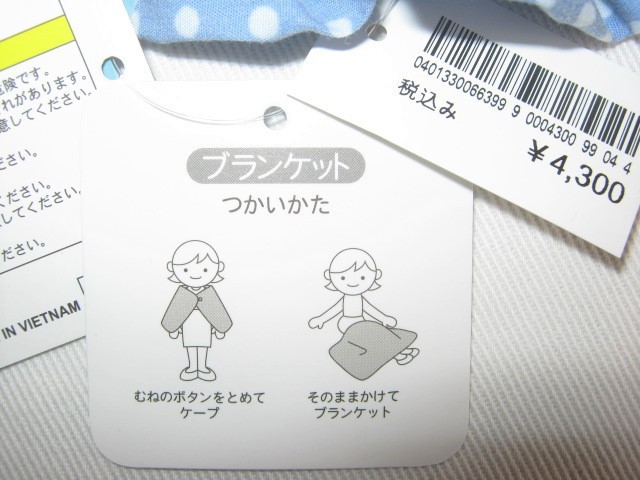 危険です。
れがあります。
意してください。
ださい。
ください。
してください。
ださい。
IN VIETNAM
ブランケット
つかいかた
むねのボタンをとめて
ケープ
そのままかけて
ブランケット
0401330066399 9 0004300 99 04 4
税込み
¥4,300